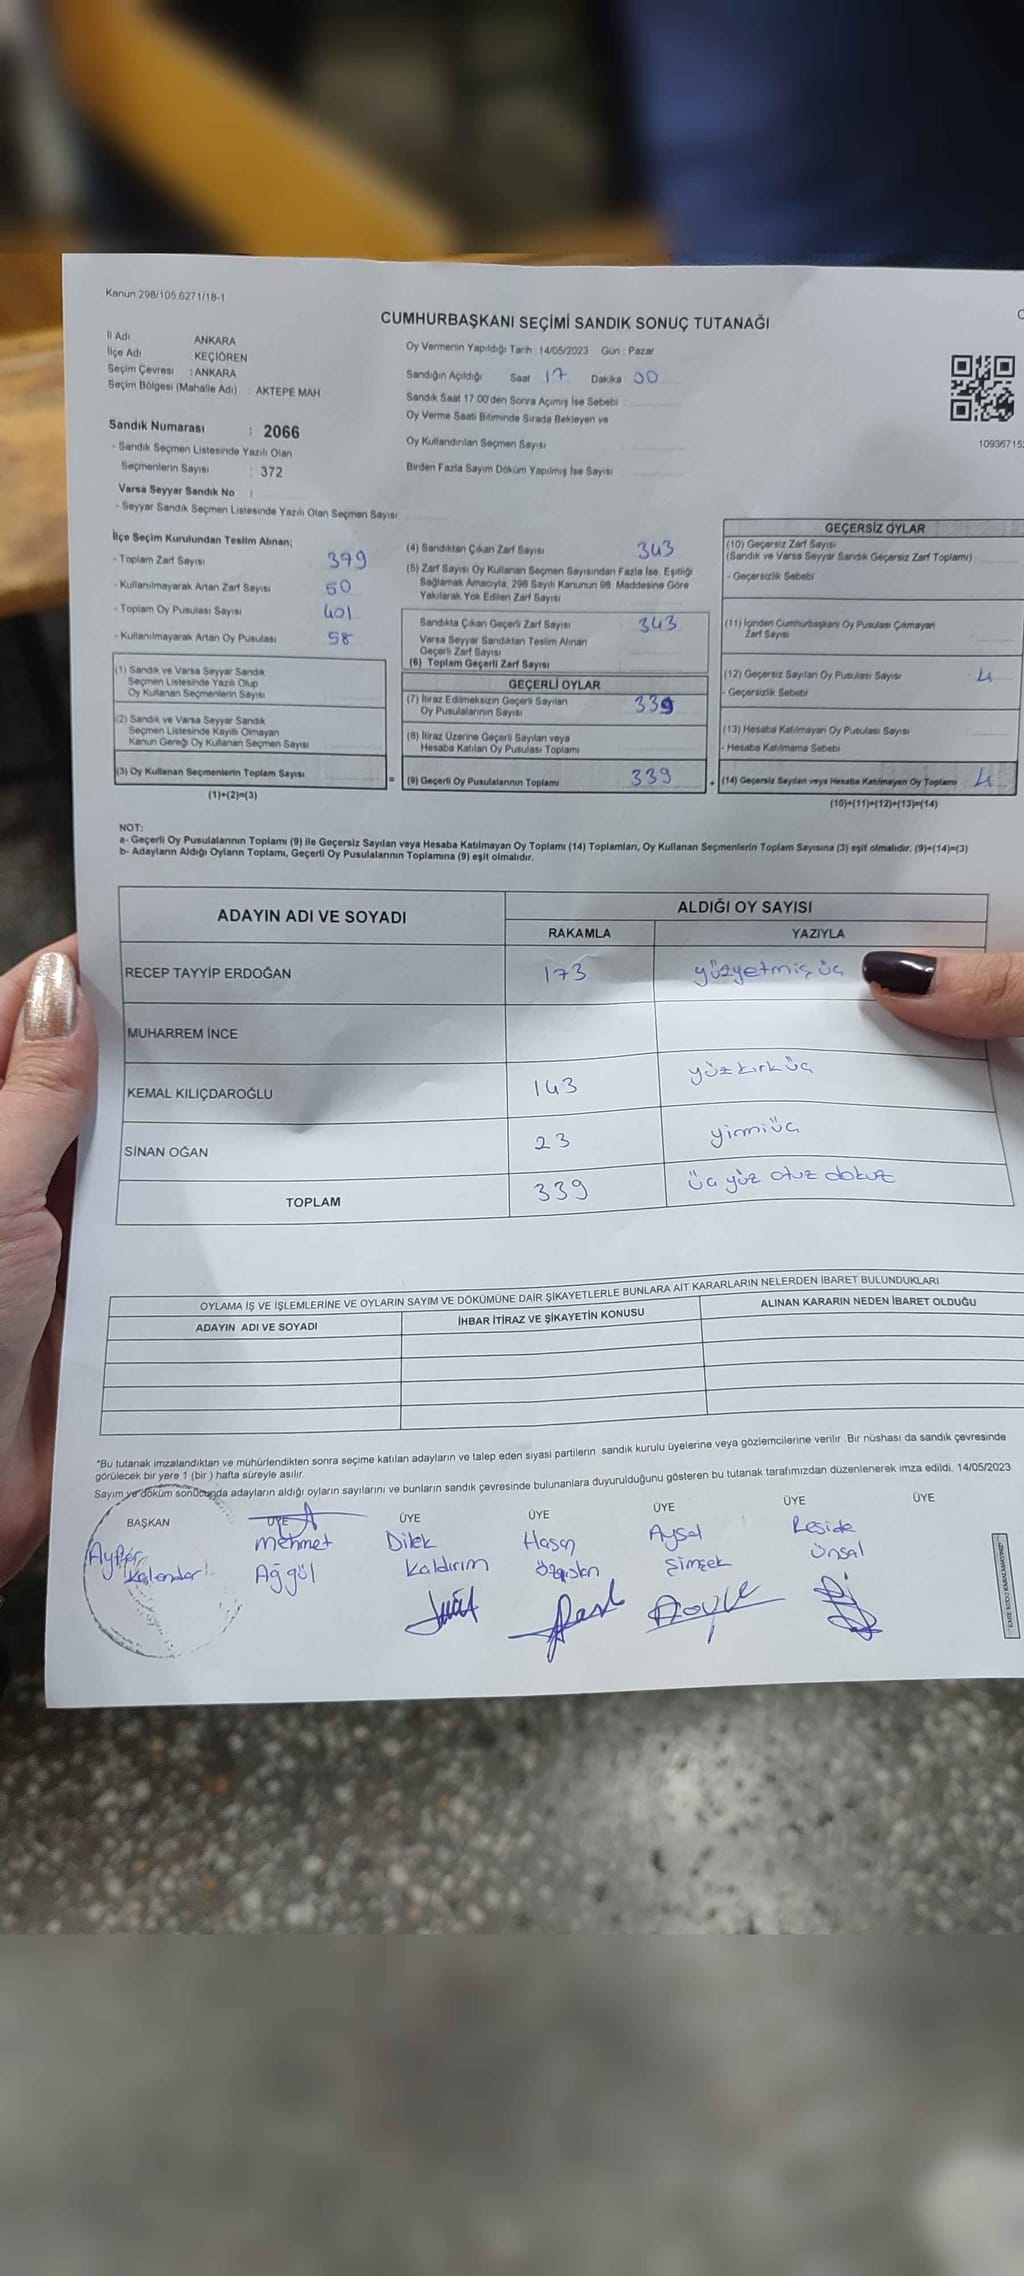 Kanun:298/105.6271/18-1
CUMHURBAŞKANI SEÇİMİ SANDIK SONUÇ TUTANAĞI
İl Adı ANKARA
İlçe Adı KEÇİÖREN
Seçim Çevresi : ANKARA
Seçim Bölgesi (Mahalle Adı) : AKTEPE MAH
Oy Vermenin Yapıldığı Tarih : 14/05/2023 Gün : Pazar
Sandığın Açıldığı Saat 17 Dakika 00
Sandık Saat 17.00'den Sonra Açımış İse Sebebi
Oy Verme Saati Bitiminde Sırada Bekleyen ve
Oy Kullandırılan Seçmen Sayısı
Birden Fazla Sayım Döküm Yapılmış İse Sayısı
10936715
Sandık Numarası : 2066
- Sandık Seçmen Listesinde Yazılı Olan
Seçmenlerin Sayısı : 372
Varsa Seyyar Sandık No :
- Seyyar Sandık Seçmen Listesinde Yazılı Olan Seçmen Sayısı
İlçe Seçim Kurulundan Teslim Alınan;
- Toplam Zarf Sayısı 379
- Kullanılmayarak Artan Zarf Sayısı 50
- Toplam Oy Pusulası Sayısı 401
- Kullanılmayarak Artan Oy Pusulası 58
(1) Sandık ve Varsa Seyyar Sandık
Seçmen Listesinde Yazılı Olup
Oy Kullanan Seçmenlerin Sayısı
(2) Sandık ve Varsa Seyyar Sandık
Seçmen Listesinde Kayıtlı Olmayan
Kanun Gereği Oy Kullanan Seçmen Sayısı
(3) Oy Kullanan Seçmenlerin Toplam Sayısı =
(1)+(2)=(3)
(4) Sandıktan Çıkan Zarf Sayısı 343
(5) Zarf Sayısı Oy Kullanan Seçmen Sayısından Fazla İse, Eşitliği
Sağlamak Amacıyla, 298 Sayılı Kanunun 98. Maddesine Göre
Yakılarak Yok Edilen Zarf Sayısı
Sandıkta Çıkan Geçerli Zarf Sayısı 343
Varsa Seyyar Sandıktan Teslim Alınan
Geçerli Zarf Sayısı
(6) Toplam Geçerli Zarf Sayısı
GEÇERLİ OYLAR
(7) İtiraz Edilmeksizin Geçerli Sayılan
Oy Pusulalarının Sayısı 339
(8) İtiraz Üzerine Geçerli Sayılan veya
Hesaba Katılan Oy Pusulası Toplamı
(9) Geçerli Oy Pusulalarının Toplamı 339 +
GEÇERSİZ OYLAR
(10) Geçersiz Zarf Sayısı
(Sandık ve Varsa Seyyar Sandık Geçersiz Zarf Toplamı)
- Geçersizlik Sebebi
(11) İçinden Cumhurbaşkanı Oy Pusulası Çıkmayan
Zarf Sayısı
(12) Geçersiz Sayılan Oy Pusulası Sayısı 4
- Geçersizlik Sebebi
(13) Hesaba Katılmayan Oy Pusulası Sayısı
- Hesaba Katılmama Sebebi
(14) Geçersiz Sayılan veya Hesaba Katılmayan Oy Toplamı 4
(10)+(11)+(12)+(13)=(14)
NOT:
a- Geçerli Oy Pusulalarının Toplamı (9) ile Geçersiz Sayılan veya Hesaba Katılmayan Oy Toplamı (14) Toplamları, Oy Kullanan Seçmenlerin Toplam Sayısına (3) eşit olmalıdır. (9)+(14)=(3)
b- Adayların Aldığı Oyların Toplamı, Geçerli Oy Pusulalarının Toplamına (9) eşit olmalıdır.
ADAYIN ADI VE SOYADI ALDIĞI OY SAYISI
RAKAMLA YAZIYLA
RECEP TAYYİP ERDOĞAN 173 yüzyetmiş üç
MUHARREM İNCE
KEMAL KILIÇDAROĞLU 143 yüz kırk üç
SİNAN OĞAN 23 yirmiüç
TOPLAM 339 üç yüz otuz dokuz
OYLAMA İŞ VE İŞLEMLERİNE VE OYLARIN SAYIM VE DÖKÜMÜNE DAİR ŞİKAYETLERLE BUNLARA AİT KARARLARIN NELERDEN İBARET BULUNDUKLARI
ADAYIN ADI VE SOYADI İHBAR İTİRAZ VE ŞİKAYETİN KONUSU ALINAN KARARIN NEDEN İBARET OLDUĞU
*Bu tutanak imzalandıktan ve mühürlendikten sonra seçime katılan adayların ve talep eden siyasi partilerin sandık kurulu üyelerine veya gözlemcilerine verilir. Bir nüshası da sandık çevresinde
görülecek bir yere 1 (bir ) hafta süreyle asılır.
Sayım ve döküm sonucunda adayların aldığı oyların sayılarını ve bunların sandık çevresinde bulunanlara duyurulduğunu gösteren bu tutanak tarafımızdan düzenlenerek imza edildi. 14/05/2023
BAŞKAN ÜYE ÜYE ÜYE ÜYE ÜYE ÜYE
Ayfer Mehmet Dilek Hasan Aysel Reside
Kalender Ağgül Kaldırım Şimşek Ünsal